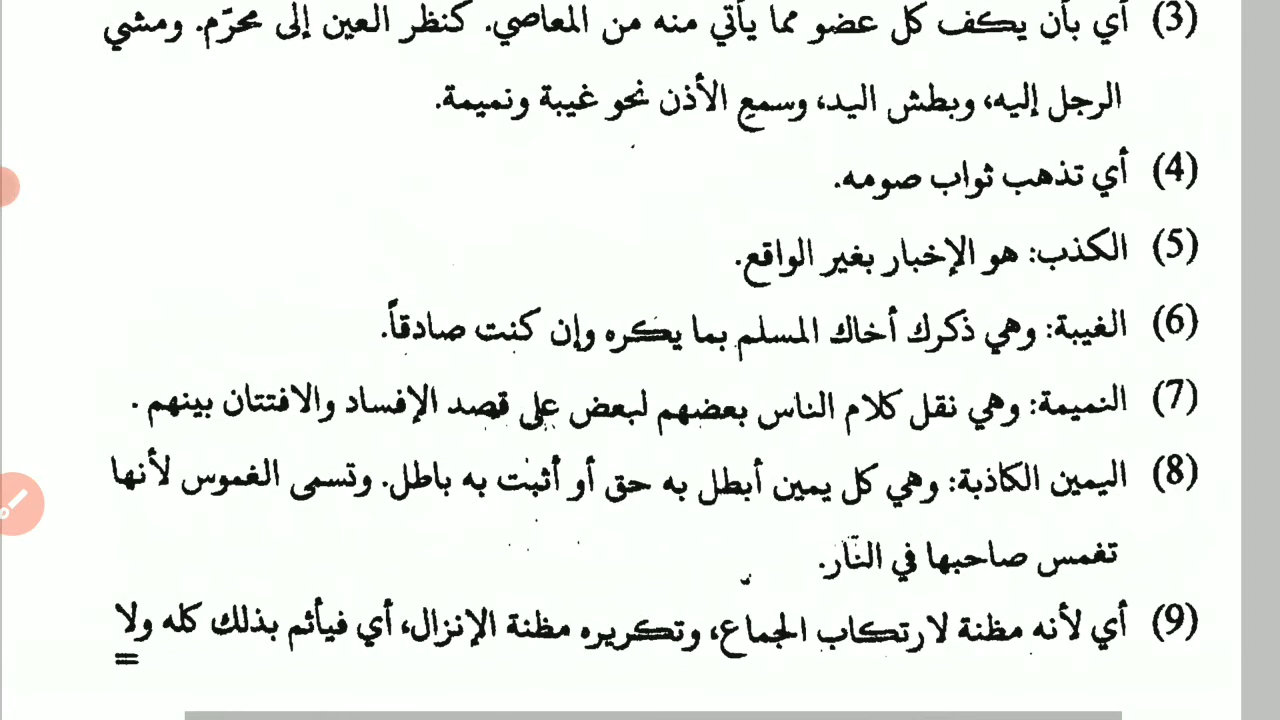 (3) أي بأن يكف كل عضو مما يأتي منه من المعاصي. كنظر العين إلى محرّم. ومشي
الرجل إليه، وبطش اليد، وسمع الأذن نحو غيبة ونميمة.
(4) أي تذهب ثواب صومه.
(5) الكذب: هو الإخبار بغير الواقع.
(6) الغيبة: وهي ذكرك أخاك المسلم بما يكره وإن كنت صادقاً.
(7) النميمة: وهي نقل كلام الناس بعضهم لبعض على قصد الإفساد والافتتان بينهم .
(8) اليمين الكاذبة: وهي كل يمين أبطل به حق أو أثبت به باطل. وتسمى الغموس لأنها
تغمس صاحبها في النّار.
(9) أي لأنه مظنة لارتكاب الجماع، وتكريره مظنة الإنزال، أي فيأثم بذلك كله ولا
=